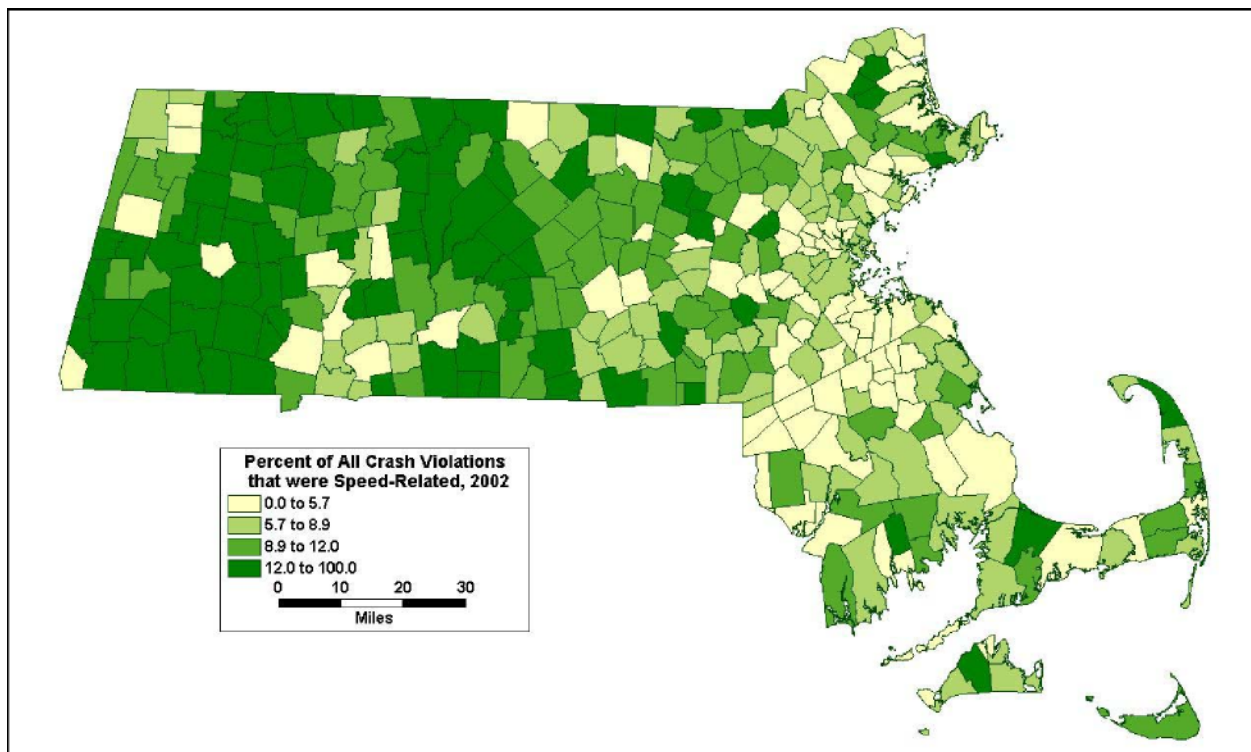 Percent of All Crash Violations
that were Speed-Related, 2002
0.0 to 5.7
5.7 to 8.9
8.9 to 12.0
12.0 to 100.0
0 10 20 30
Miles